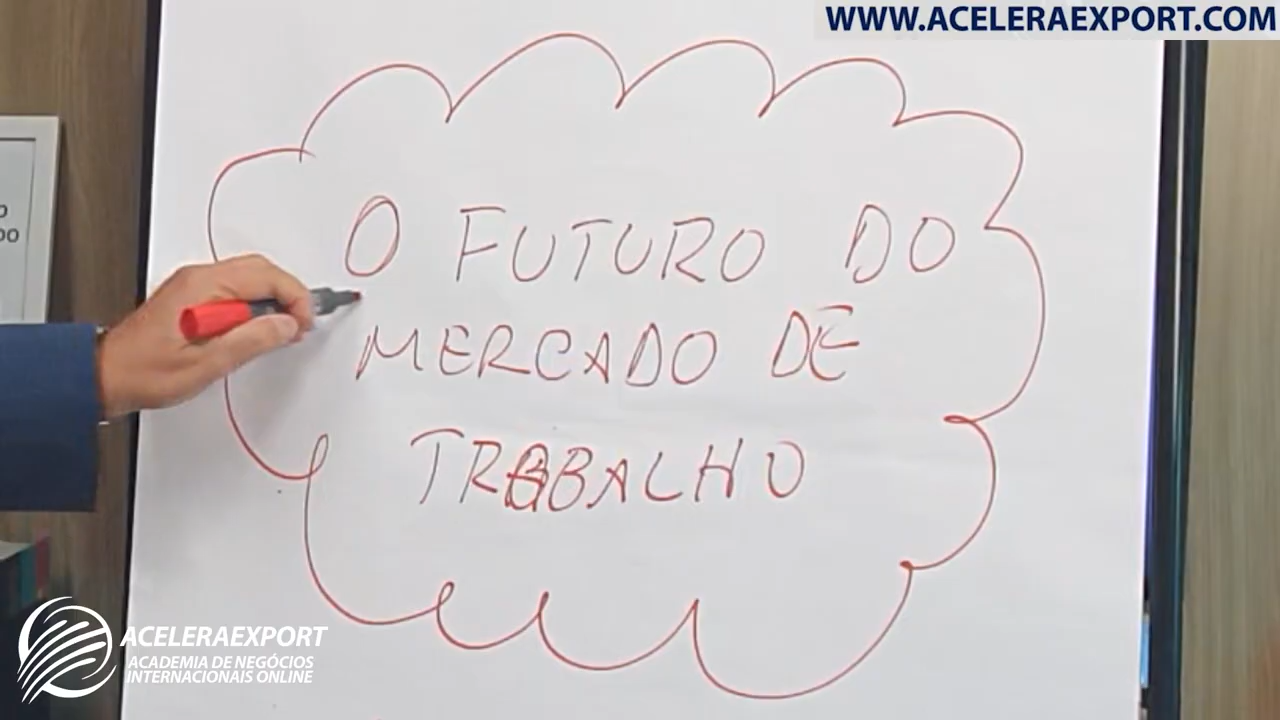 WWW.ACELERAEXPORT.COM
O FUTURO DO
MERCADO DE
TRABALHO
ACELERAEXPORT
ACADEMIA DE NEGÓCIOS
INTERNACIONAIS ONLINE